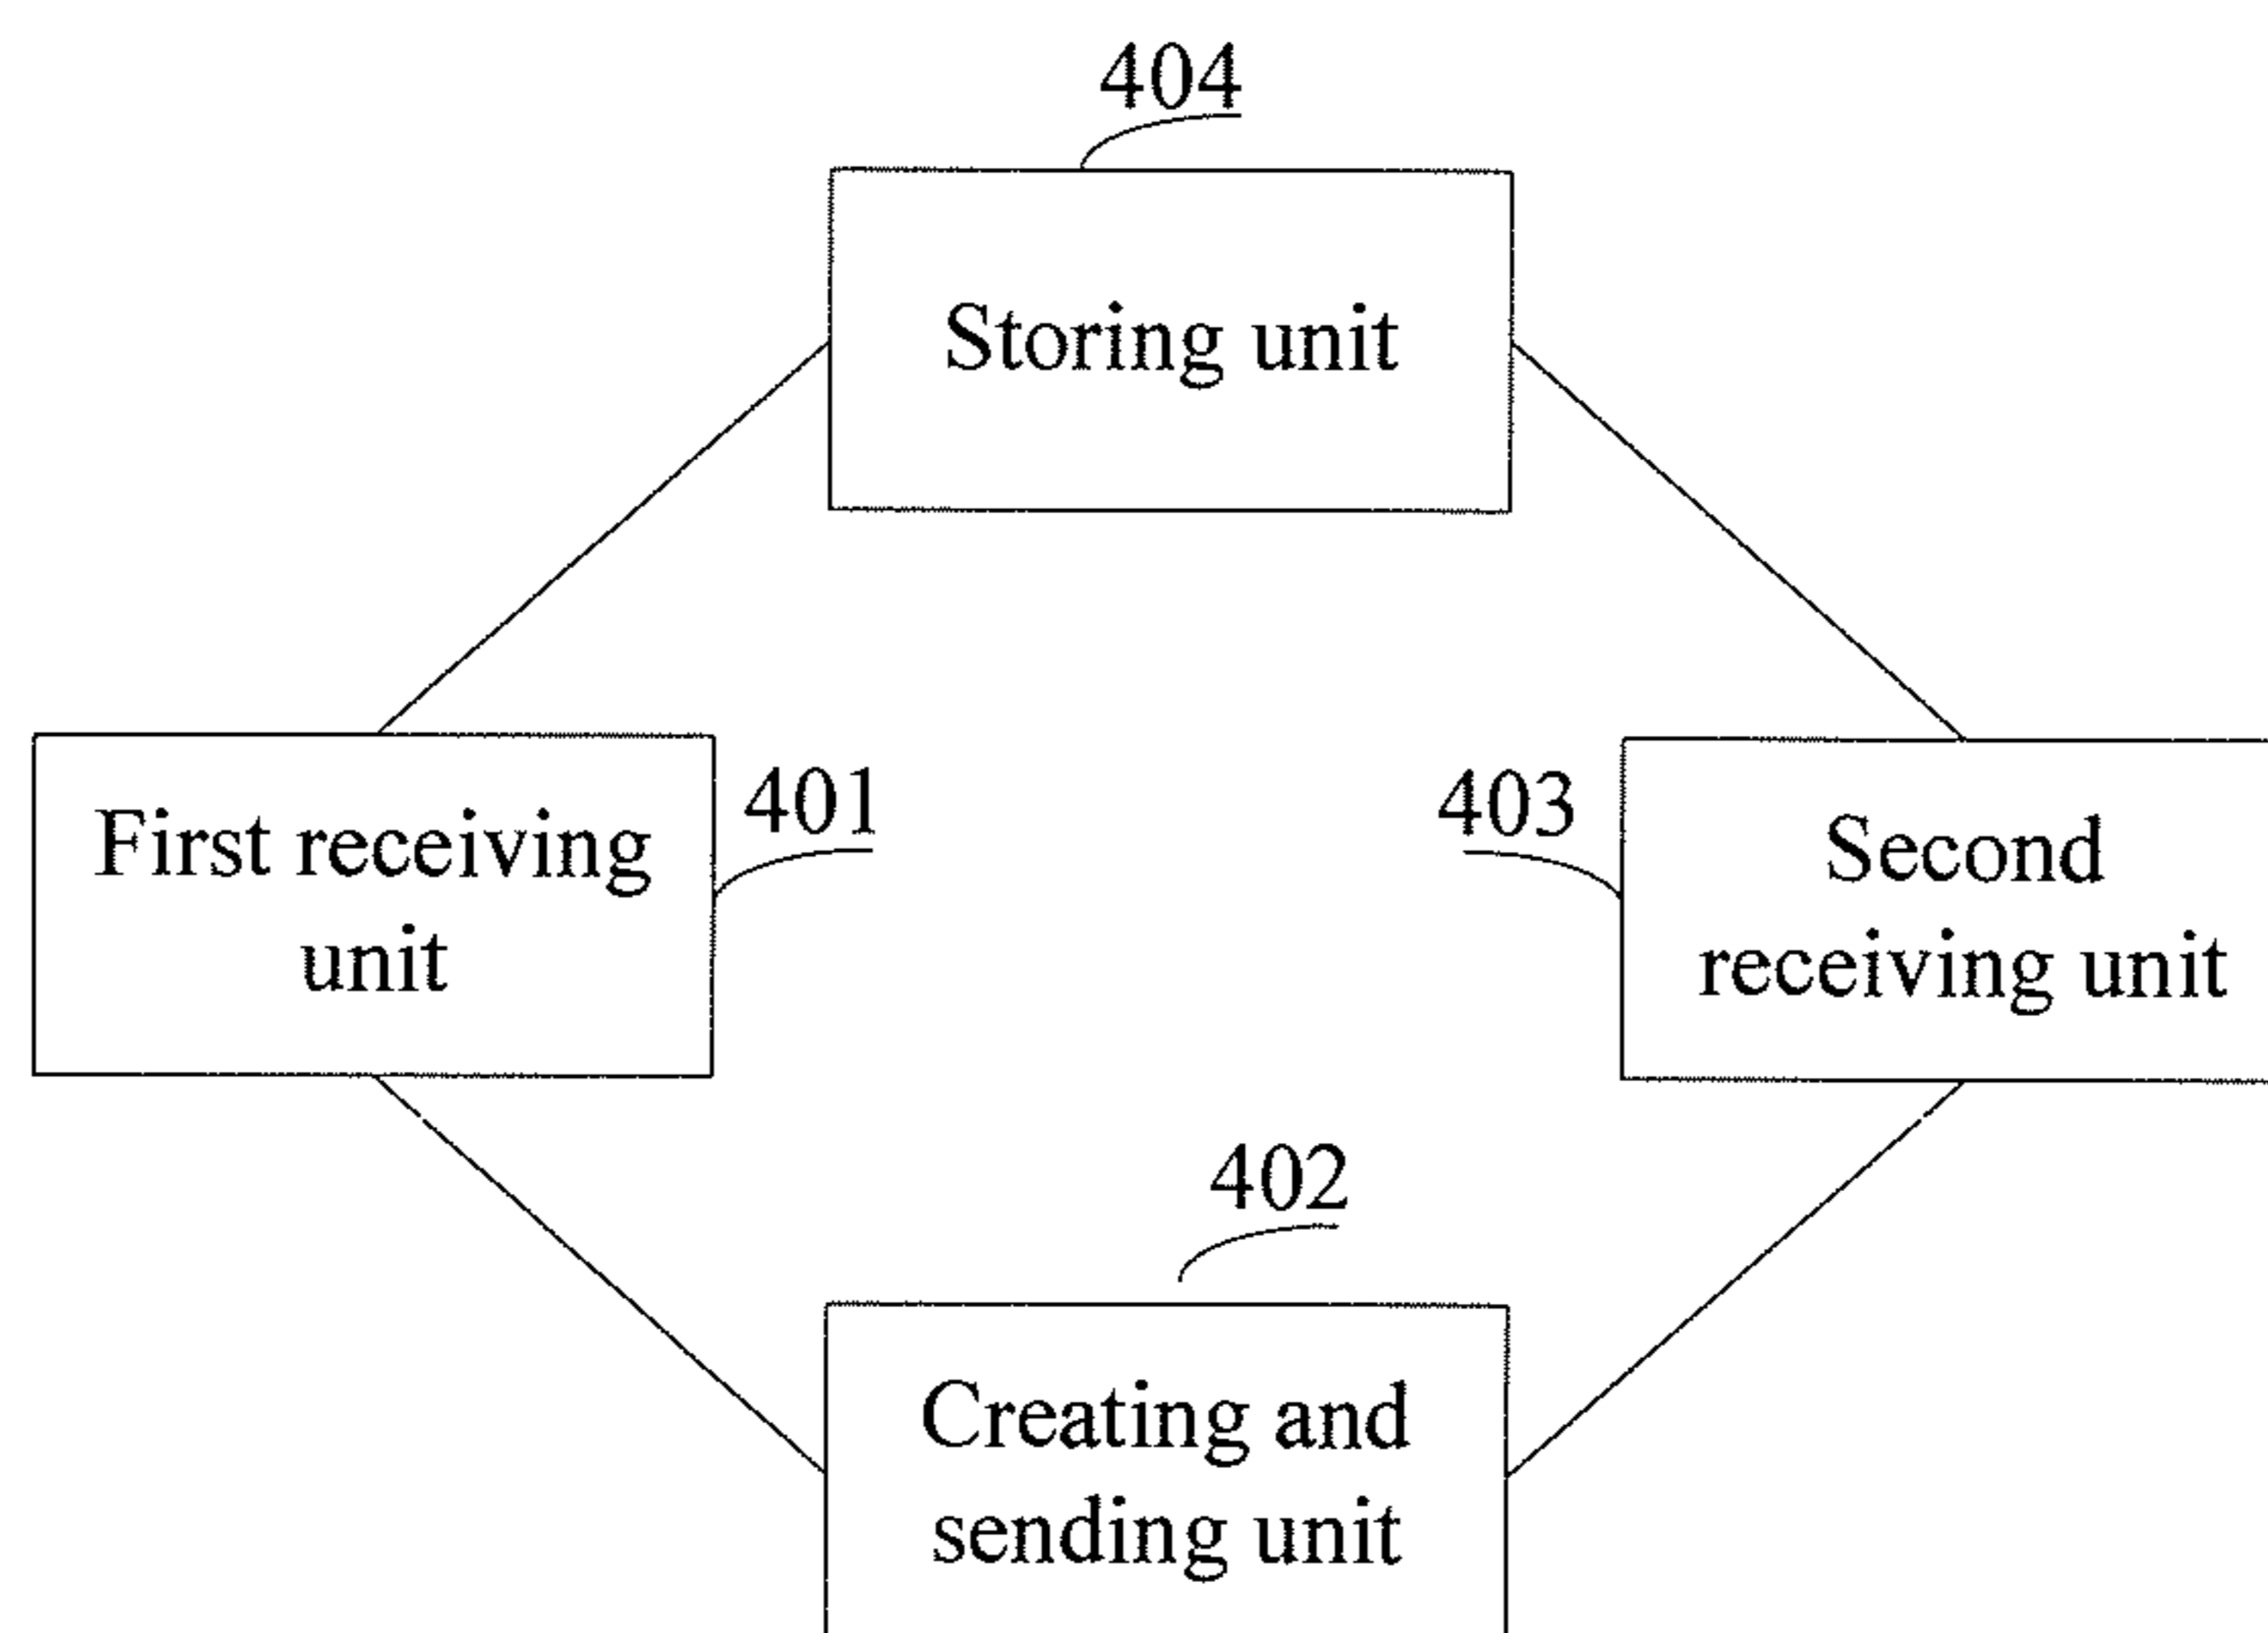 404
Storing unit
First receiving
unit
401
403
Second
receiving unit
402
Creating and
sending unit